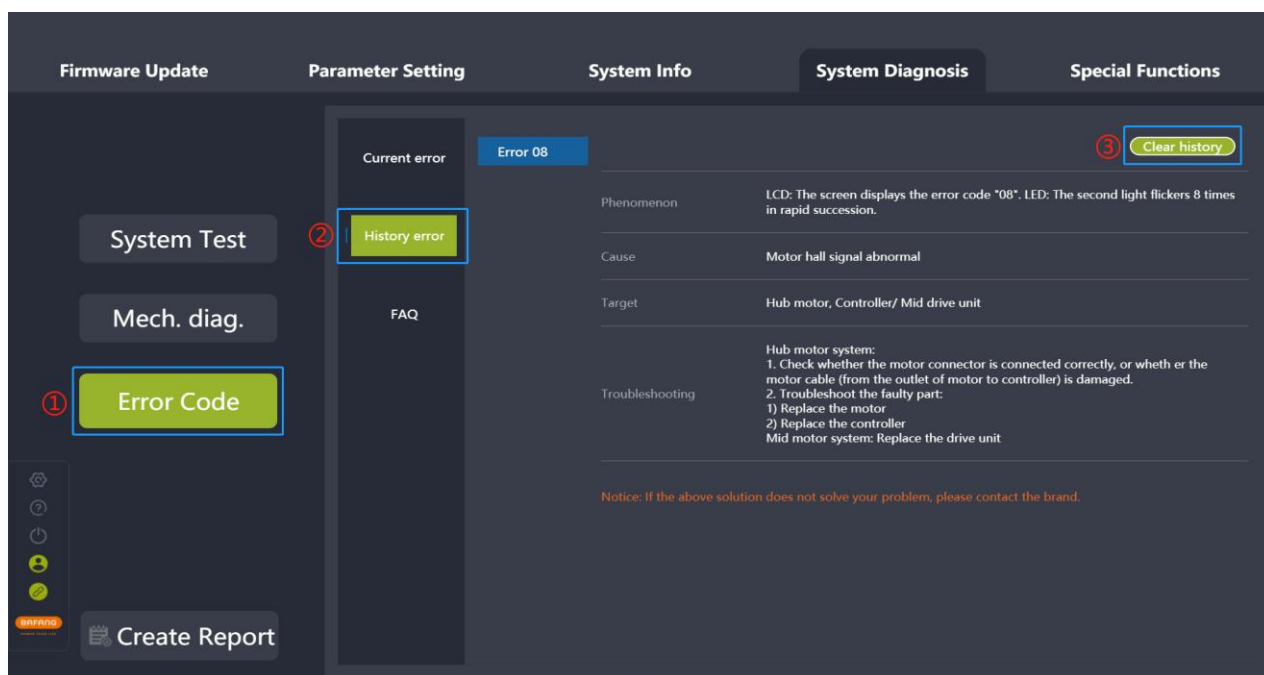 Firmware Update
Parameter Setting
System Info
System Diagnosis
Special Functions
System Test
Mech. diag.
① Error Code
Create Report
BAFANG
Current error
② History error
FAQ
Error 08
③ Clear history
Phenomenon
LCD: The screen displays the error code "08". LED: The second light flickers 8 times
in rapid succession.
Cause
Motor hall signal abnormal
Target
Hub motor, Controller/ Mid drive unit
Troubleshooting
Hub motor system:
1. Check whether the motor connector is connected correctly, or wheth er the
motor cable (from the outlet of motor to controller) is damaged.
2. Troubleshoot the faulty part:
1) Replace the motor
2) Replace the controller
Mid motor system: Replace the drive unit
Notice: If the above solution does not solve your problem, please contact the brand.